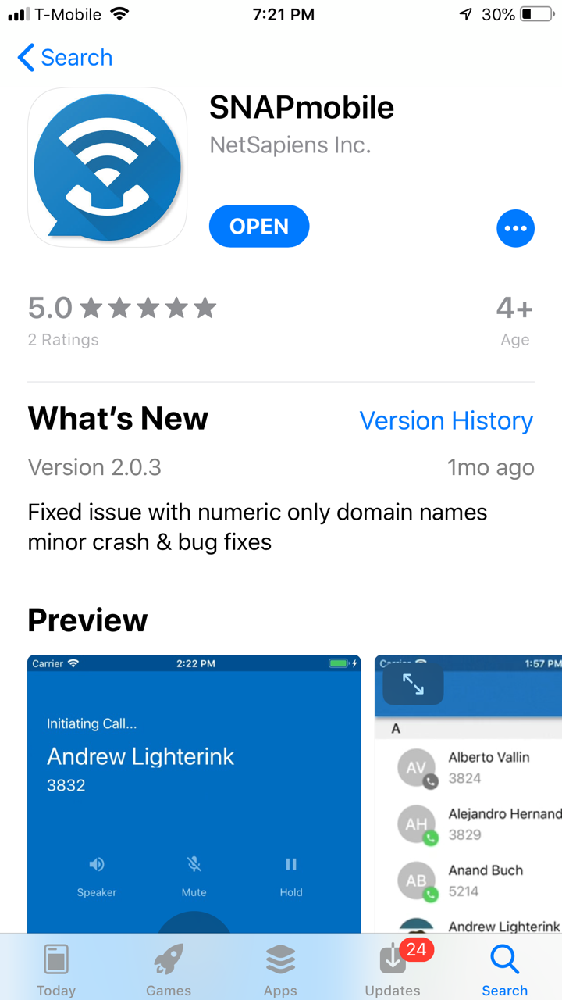 T-Mobile 7:21 PM 30%
Search
SNAPmobile
NetSapiens Inc.
OPEN
5.0 4+
2 Ratings Age
What's New Version History
Version 2.0.3 1mo ago
Fixed issue with numeric only domain names
minor crash & bug fixes
Preview
Carrier 2:22 PM
Initiating Call...
Andrew Lighterink
3832
Speaker Mute Hold
1:57 PM
A
AV Alberto Vallin
3824
AH Alejandro Hernand
3829
AB Anand Buch
5214
Andrew Lighterink
24
Today Games Apps Updates Search